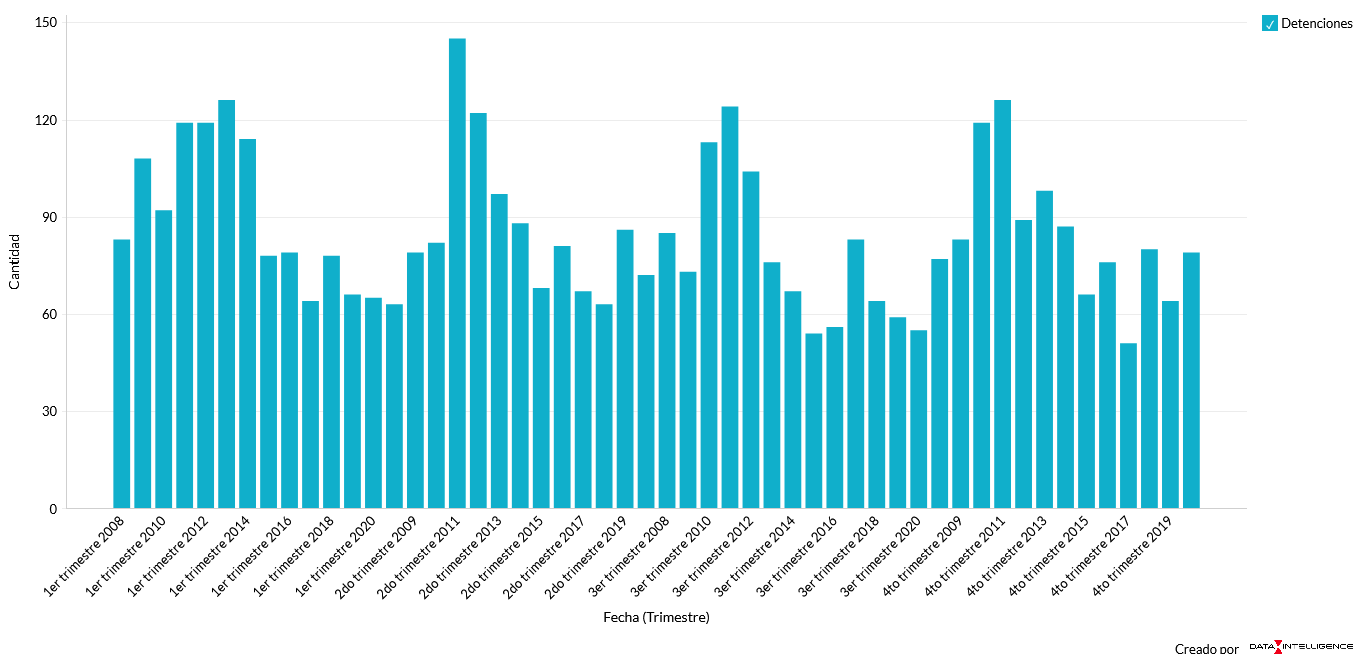 150
120
90
60
30
0
Cantidad
Detenciones
1er trimestre 2008
1er trimestre 2010
1er trimestre 2012
1er trimestre 2014
1er trimestre 2016
1er trimestre 2018
1er trimestre 2020
2do trimestre 2009
2do trimestre 2011
2do trimestre 2013
2do trimestre 2015
2do trimestre 2017
2do trimestre 2019
3er trimestre 2008
3er trimestre 2010
3er trimestre 2012
3er trimestre 2014
3er trimestre 2016
3er trimestre 2018
3er trimestre 2020
4to trimestre 2009
4to trimestre 2011
4to trimestre 2013
4to trimestre 2015
4to trimestre 2017
4to trimestre 2019
Fecha (Trimestre)
Creado por DATA INTELLIGENCE